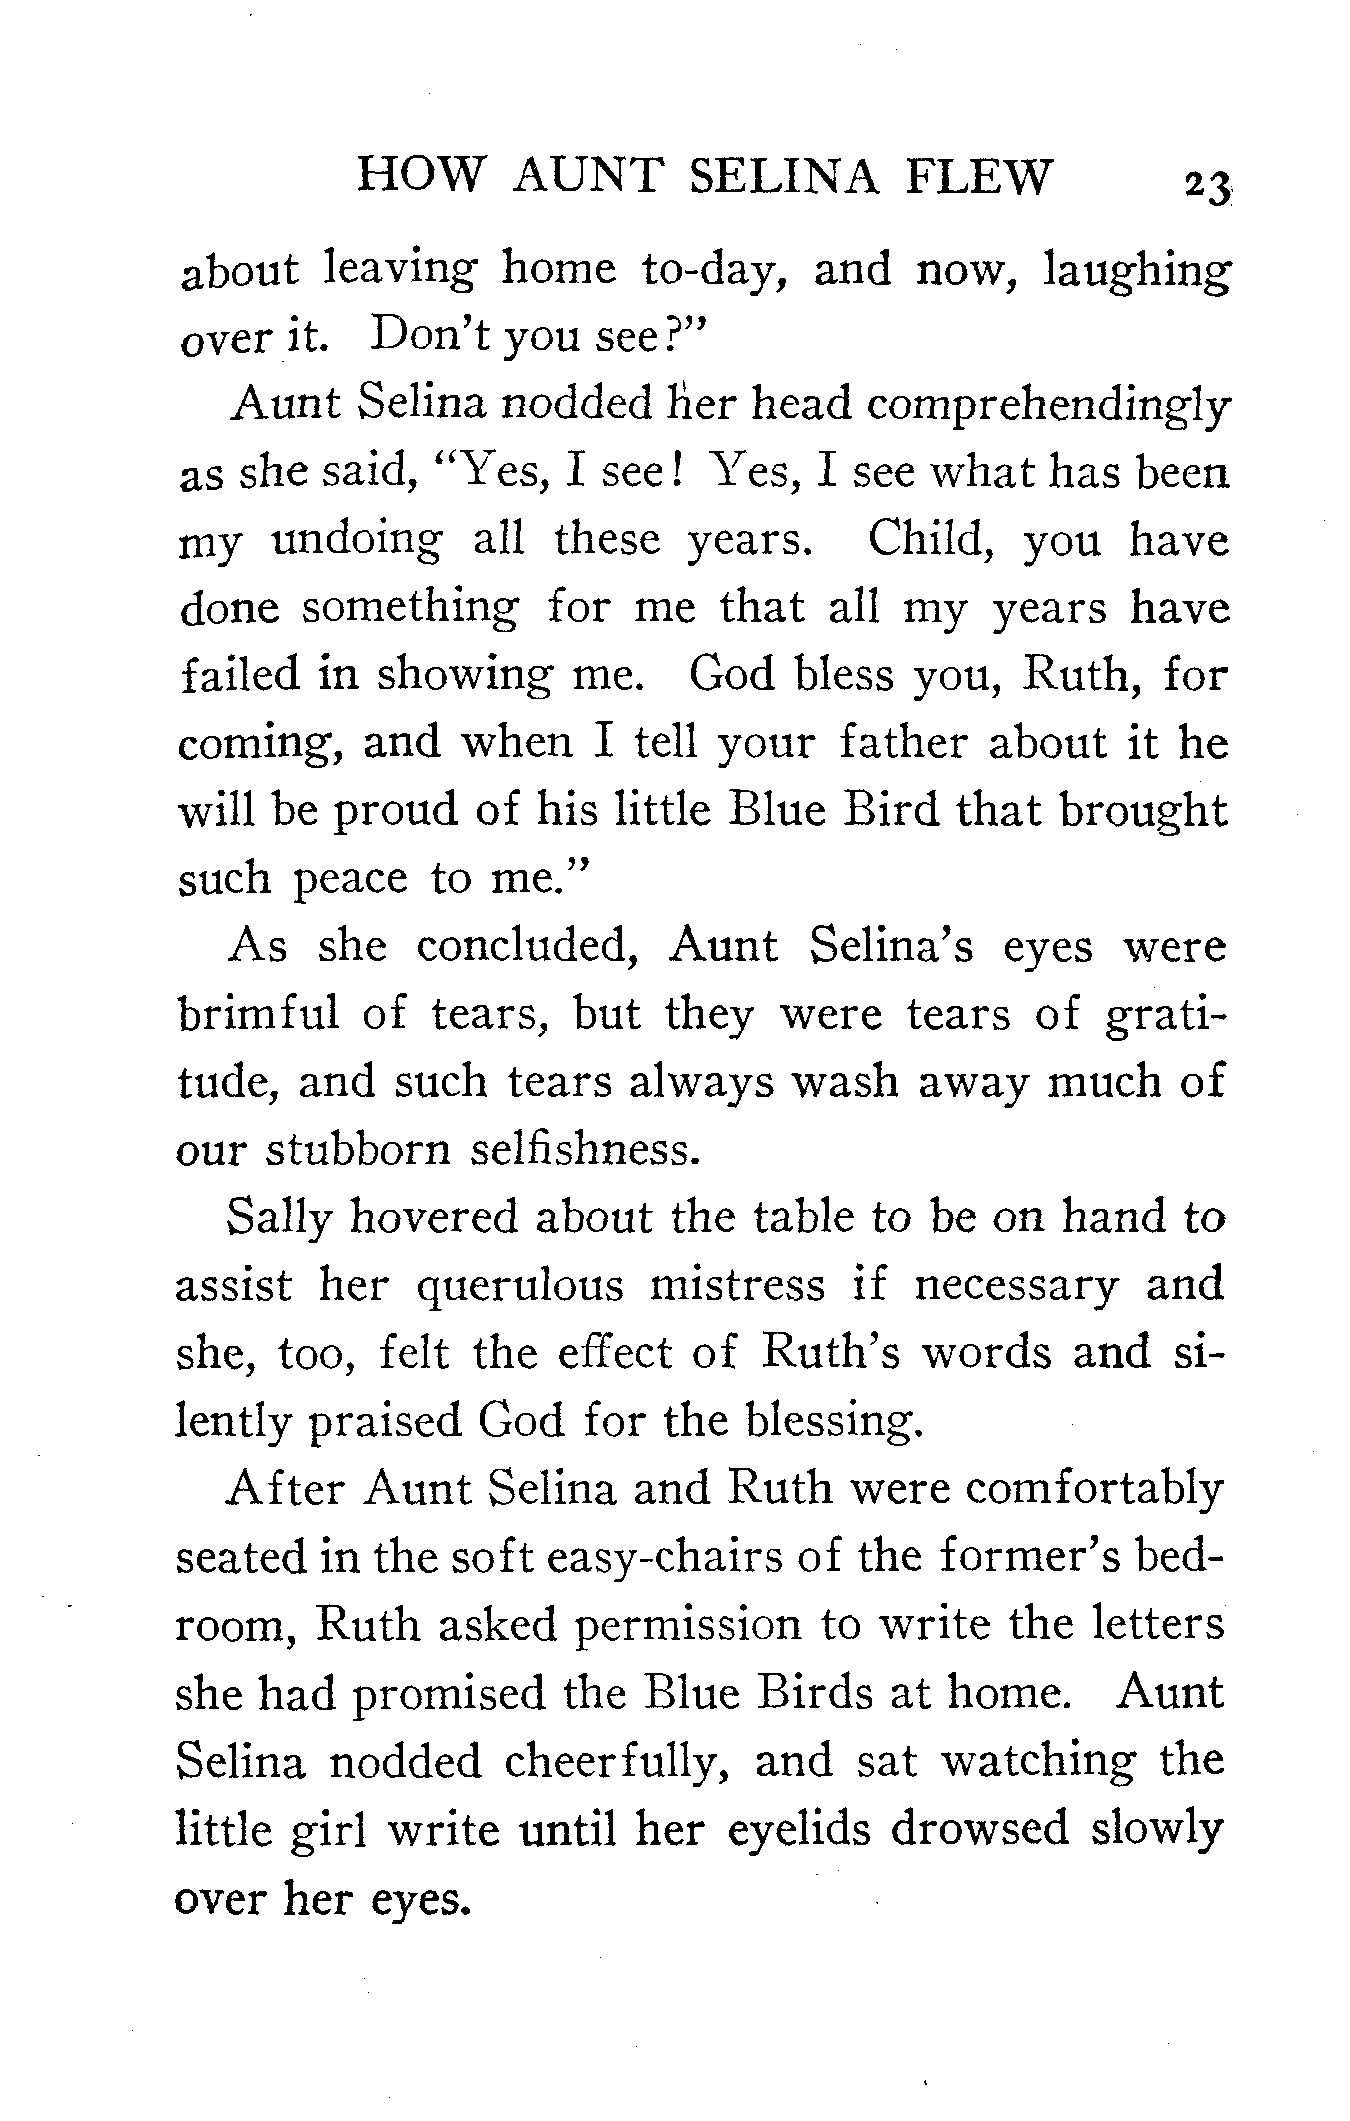 HOW AUNT SELINA FLEW 23
about leaving home to-day, and now, laughing
over it. Don't you see?"
Aunt Selina nodded her head comprehendingly
as she said, "Yes, I see! Yes, I see what has been
my undoing all these years. Child, you have
done something for me that all my years have
failed in showing me. God bless you, Ruth, for
coming, and when I tell your father about it he
will be proud of his little Blue Bird that brought
such peace to me."
As she concluded, Aunt Selina's eyes were
brimful of tears, but they were tears of grati-
tude, and such tears always wash away much of
our stubborn selfishness.
Sally hovered about the table to be on hand to
assist her querulous mistress if necessary and
she, too, felt the effect of Ruth's words and si-
lently praised God for the blessing.
After Aunt Selina and Ruth were comfortably
seated in the soft easy-chairs of the former's bed-
room, Ruth asked permission to write the letters
she had promised the Blue Birds at home. Aunt
Selina nodded cheerfully, and sat watching the
little girl write until her eyelids drowsed slowly
over her eyes.